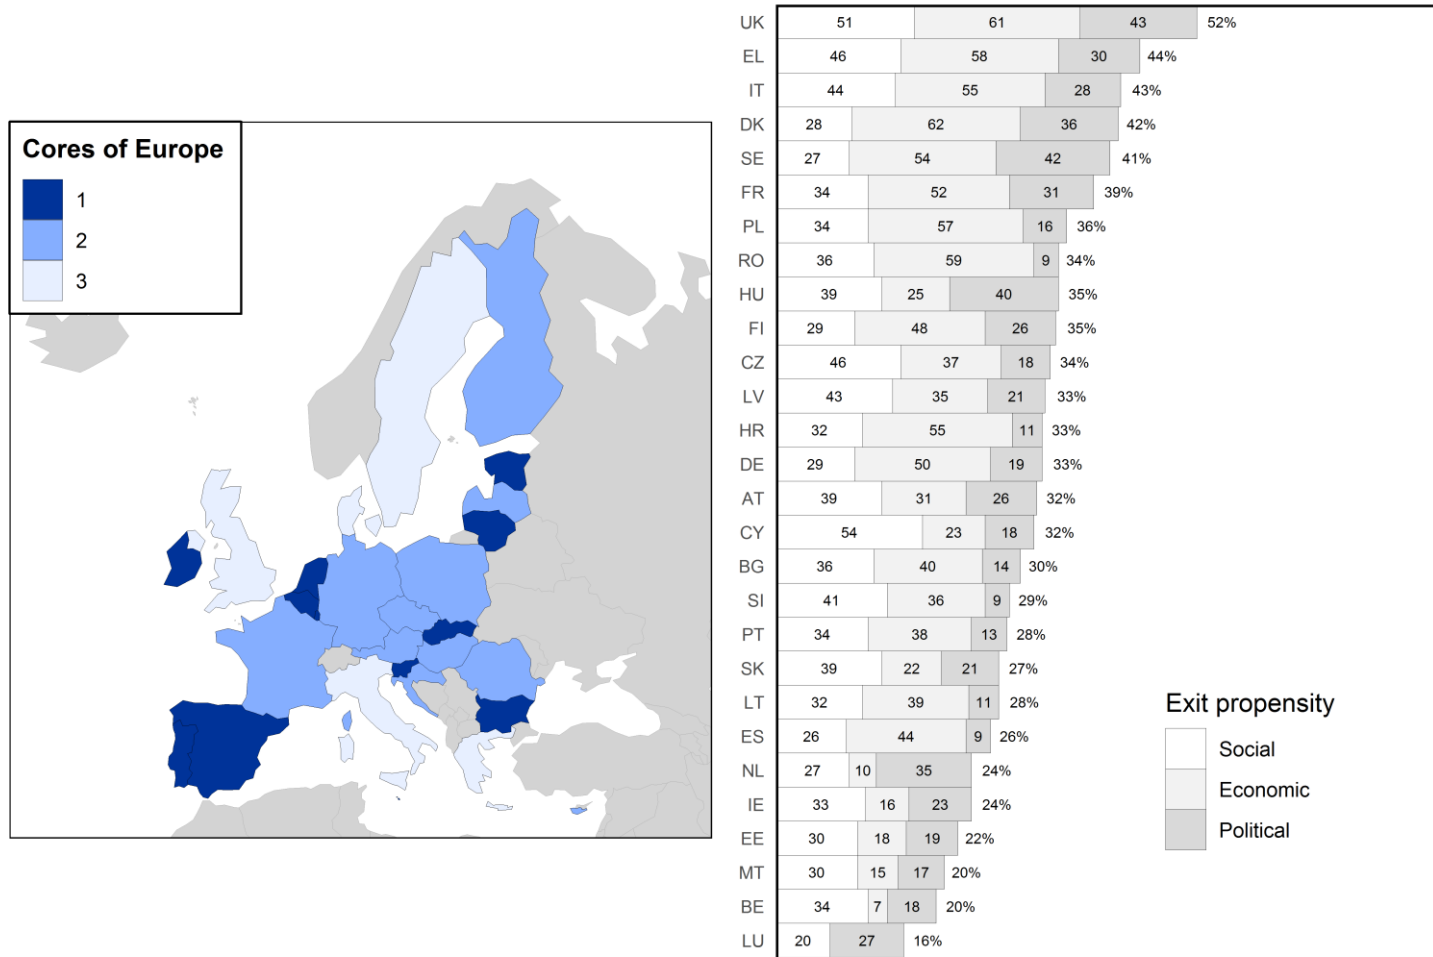 Cores of Europe
1
2
3
UK 51 61 43 52%
EL 46 58 30 44%
IT 44 55 28 43%
DK 28 62 36 42%
SE 27 54 42 41%
FR 34 52 31 39%
PL 34 57 16 36%
RO 36 59 9 34%
HU 39 25 40 35%
FI 29 48 26 35%
CZ 46 37 18 34%
LV 43 35 21 33%
HR 32 55 11 33%
DE 29 50 19 33%
AT 39 31 26 32%
CY 54 23 18 32%
BG 36 40 14 30%
SI 41 36 9 29%
PT 34 38 13 28%
SK 39 22 21 27%
LT 32 39 11 28%
ES 26 44 9 26%
NL 27 10 35 24%
IE 33 16 23 24%
EE 30 18 19 22%
MT 30 15 17 20%
BE 34 7 18 20%
LU 20 27 16%
Exit propensity
Social
Economic
Political